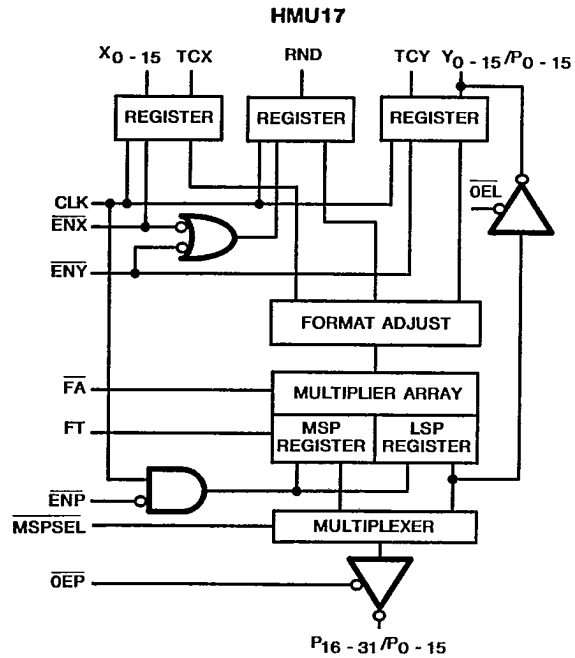 HMU17
X0-15 TCX RND TCY Y0-15/P0-15
REGISTER REGISTER REGISTER
CLK
OEL
ENX
ENY
FORMAT ADJUST
FA
MULTIPLIER ARRAY
FT
MSP REGISTER
LSP REGISTER
ENP
MSPSEL
MULTIPLEXER
OEP
P16-31/P0-15